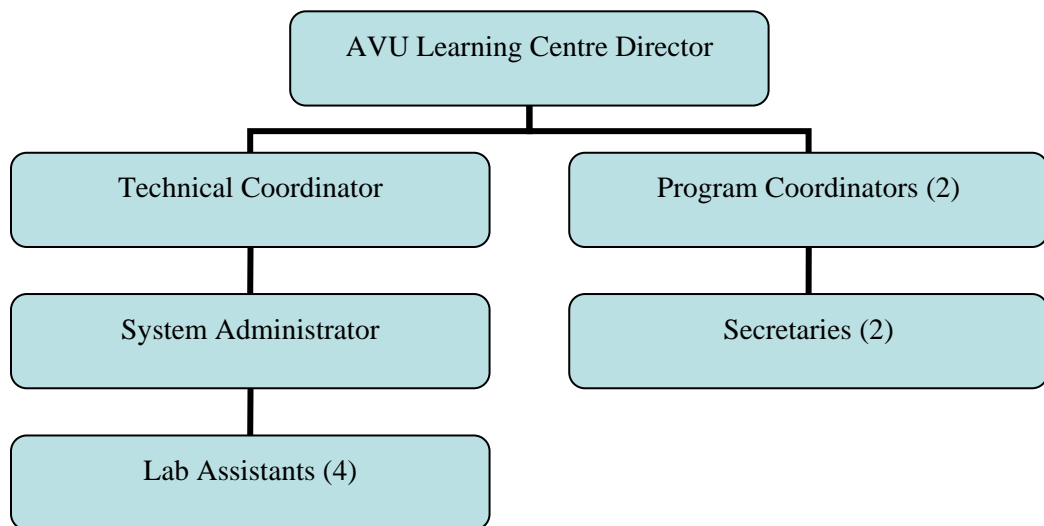 AVU Learning Centre Director
Technical Coordinator
Program Coordinators (2)
System Administrator
Secretaries (2)
Lab Assistants (4)